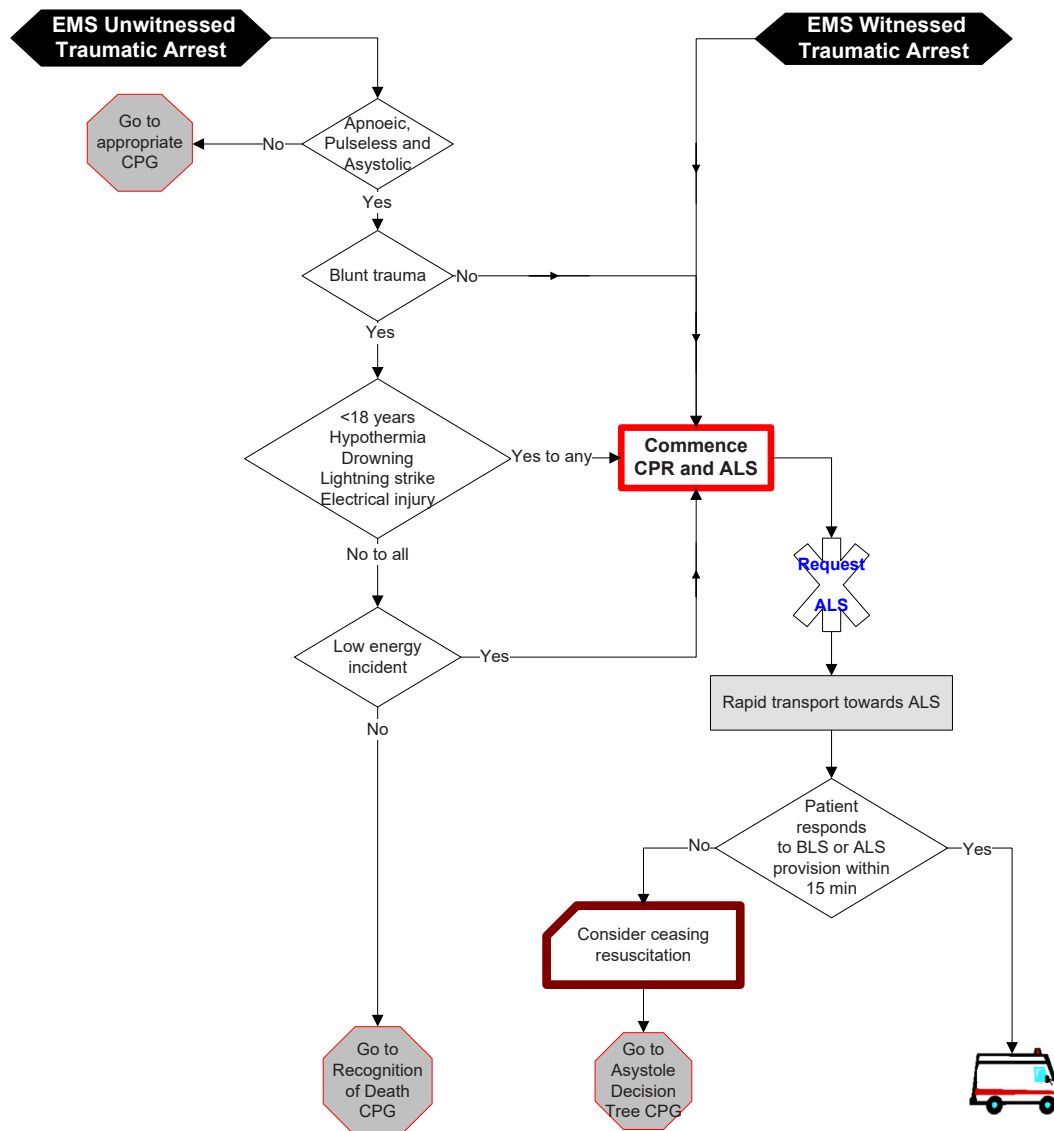 EMS Unwitnessed
Traumatic Arrest
EMS Witnessed
Traumatic Arrest
Go to
appropriate
CPG
No
Apnoeic,
Pulseless and
Asystolic
Yes
Blunt trauma
No
Yes
<18 years
Hypothermia
Drowning
Lightning strike
Electrical injury
Yes to any
Commence
CPR and ALS
No to all
Request
ALS
Low energy
incident
Yes
No
Rapid transport towards ALS
Patient
responds
to BLS or ALS
provision within
15 min
No
Yes
Consider ceasing
resuscitation
Go to
Recognition
of Death
CPG
Go to
Asystole
Decision
Tree CPG